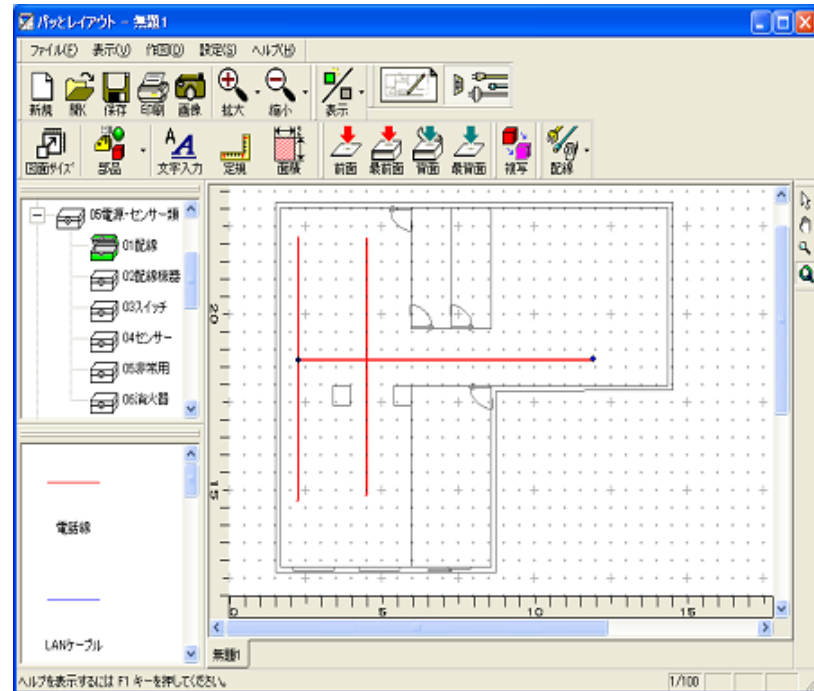 パッとレイアウト - 無題1
ファイル(F) 表示(V) 作図(D) 設定(S) ヘルプ(H)
新規 開く 保存 印刷 画像 拡大 縮小 表示
図面サイズ 部品 文字入力 定規 面積 前面 最前面 背面 最背面 複写 配線
05電源・センサー類
01配線
02配線機器
03スイッチ
04センサー
05非常用
06消火器
20
15
電話線
LANケーブル
0 5 10 15
無題1
ヘルプを表示するには F1 キーを押してください。 1/100